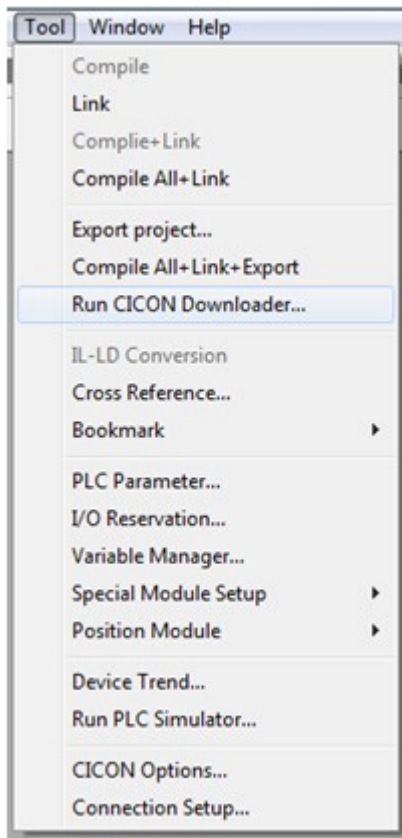 Tool Window Help
Compile
Link
Complie+Link
Compile All+Link
Export project...
Compile All+Link+Export
Run CICON Downloader...
IL-LD Conversion
Cross Reference...
Bookmark
PLC Parameter...
I/O Reservation...
Variable Manager...
Special Module Setup
Position Module
Device Trend...
Run PLC Simulator...
CICON Options...
Connection Setup...